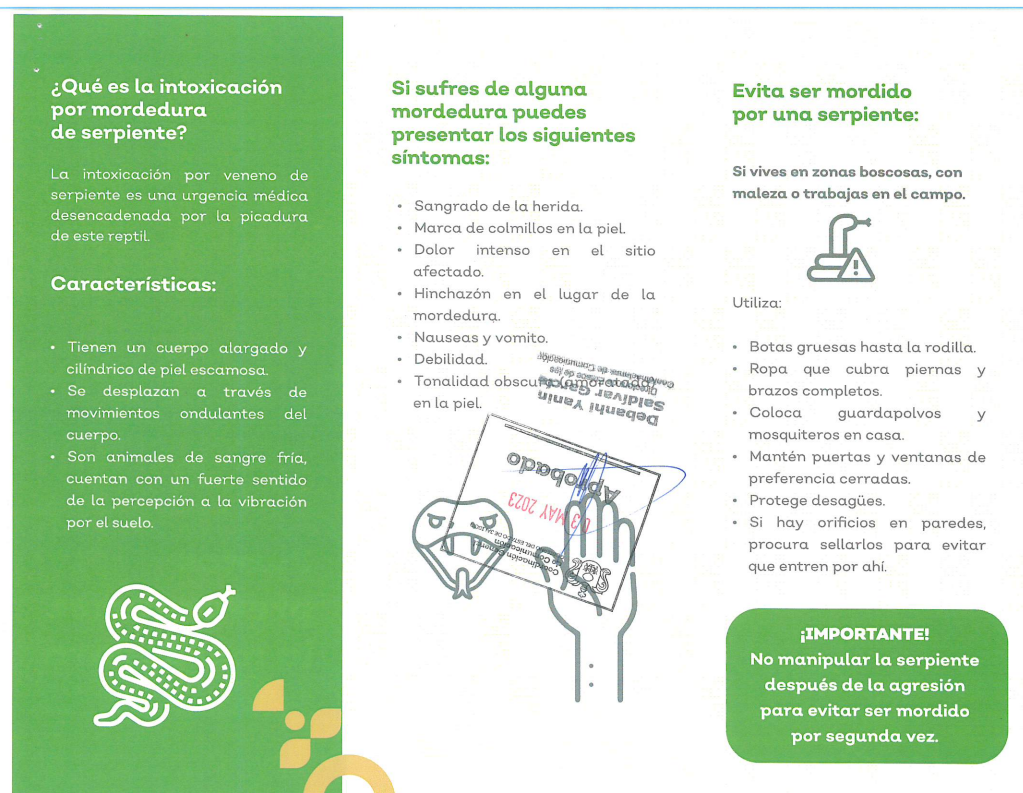 ¿Qué es la intoxicación
por mordedura
de serpiente?
La intoxicación por veneno de
serpiente es una urgencia médica
desencadenada por la picadura
de este reptil.
Características:
• Tienen un cuerpo alargado y
cilíndrico de piel escamosa.
• Se desplazan a través de
movimientos ondulantes del
cuerpo.
• Son animales de sangre fría,
cuentan con un fuerte sentido
de la percepción a la vibración
por el suelo.
Si sufres de alguna
mordedura puedes
presentar los siguientes
síntomas:
• Sangrado de la herida.
• Marca de colmillos en la piel.
• Dolor intenso en el sitio
afectado.
• Hinchazón en el lugar de la
mordedura.
• Nauseas y vomito.
• Debilidad.
• Tonalidad obscura (amoratada)
en la piel.
Debanhi Yanin
Saldívar García
Aprobado
03 MAY 2023
Coordinación General
de Comunicación
Evita ser mordido
por una serpiente:
Si vives en zonas boscosas, con
maleza o trabajas en el campo.
Utiliza:
• Botas gruesas hasta la rodilla.
• Ropa que cubra piernas y
brazos completos.
• Coloca guardapolvos y
mosquiteros en casa.
• Mantén puertas y ventanas de
preferencia cerradas.
• Protege desagües.
• Si hay orificios en paredes,
procura sellarlos para evitar
que entren por ahí.
¡IMPORTANTE!
No manipular la serpiente
después de la agresión
para evitar ser mordido
por segunda vez.